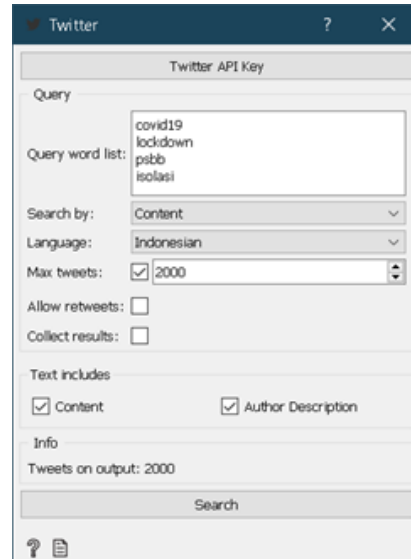 Twitter ?
Twitter API Key
Query
Query word list:
covid19
lockdown
psbb
isolasi
Search by: Content
Language: Indonesian
Max tweets: 2000
Allow retweets:
Collect results:
Text includes
Content Author Description
Info
Tweets on output: 2000
Search
?